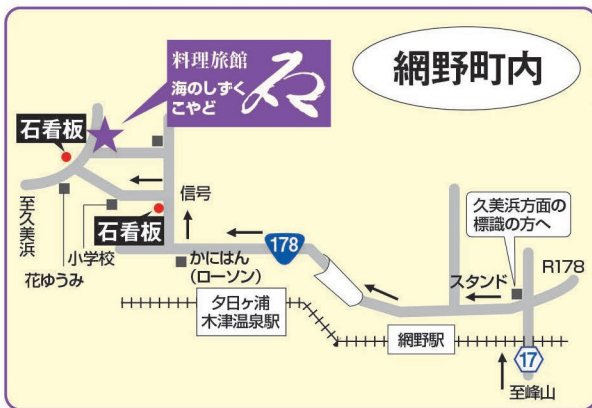 料理旅館
海のしずく
こやど
網野町内
石看板
至久美浜
花ゆうみ
小学校
石看板
信号
かにはん
(ローソン)
178
夕日ヶ浦
木津温泉駅
網野駅
スタンド
久美浜方面の
標識の方へ
R178
17
至峰山